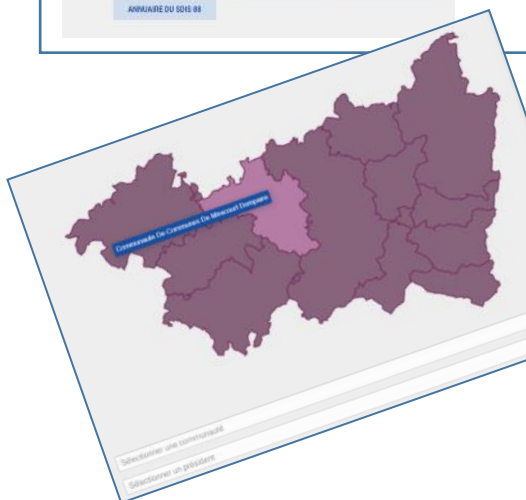 ANNUAIRE DU SDIS 88
Communauté De Communes De Mirecourt Dompaire
Sélectionner une communauté
Sélectionner un président